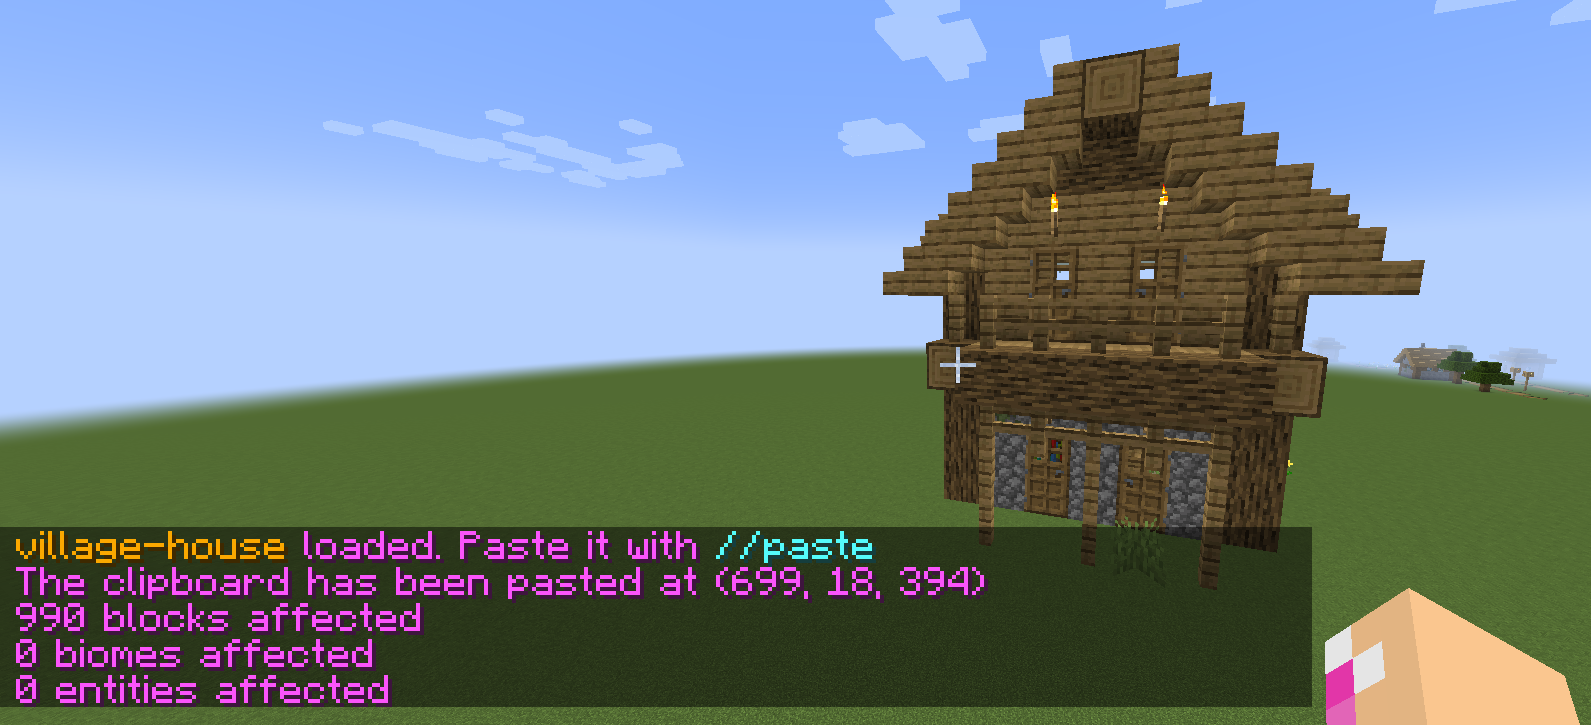 village-house loaded. Paste it with //paste
The clipboard has been pasted at (699, 18, 394)
990 blocks affected
0 biomes affected
0 entities affected